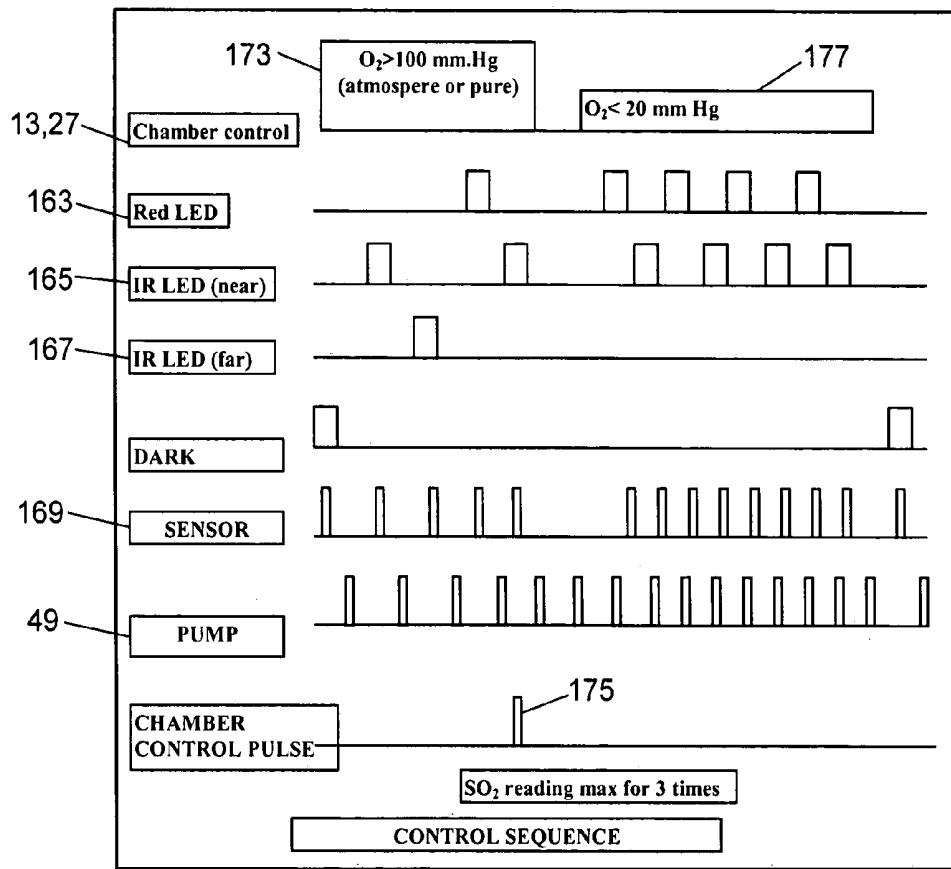 173
O₂>100 mm.Hg
(atmospere or pure)
177
O₂< 20 mm Hg
13,27
Chamber control
163
Red LED
165
IR LED (near)
167
IR LED (far)
DARK
169
SENSOR
49
PUMP
175
CHAMBER
CONTROL PULSE
SO₂ reading max for 3 times
CONTROL SEQUENCE